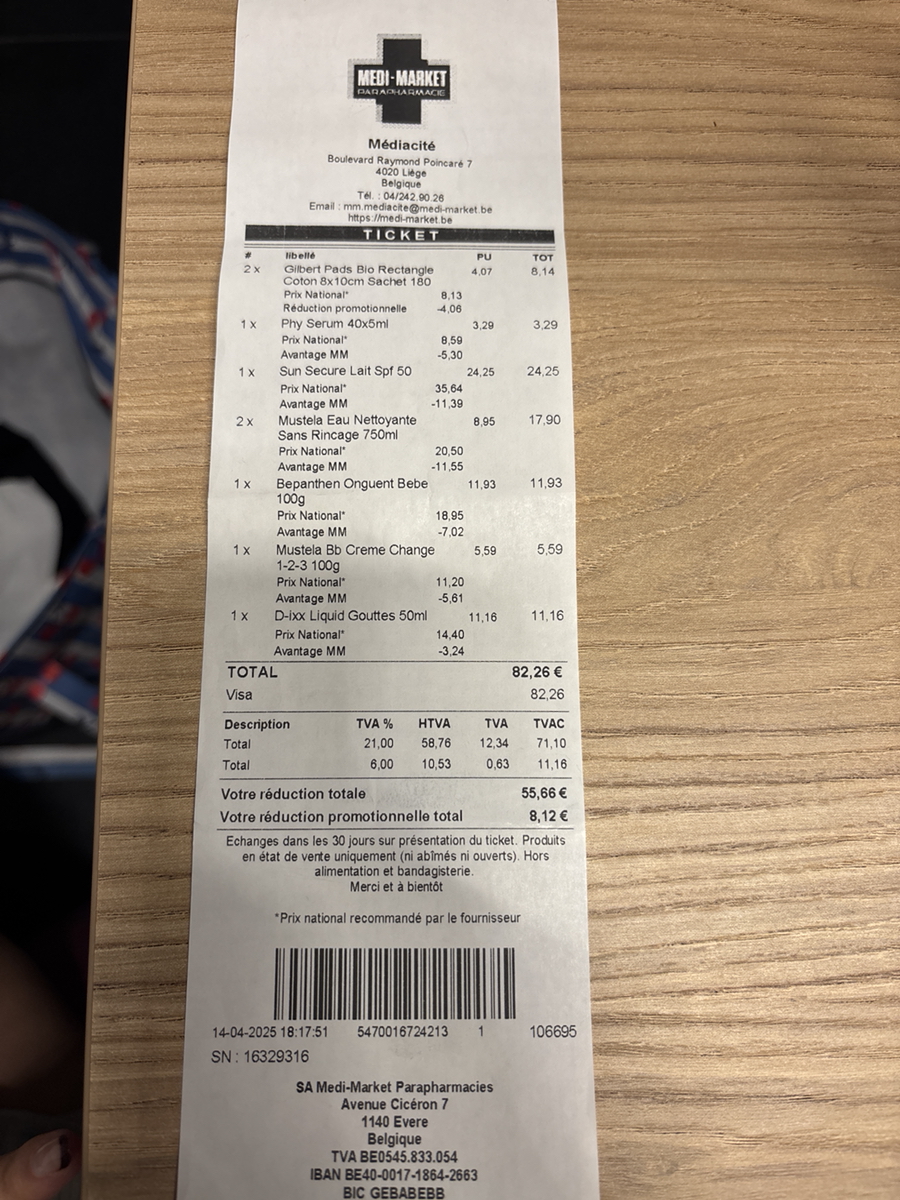 MEDI-MARKET
PARAPHARMACIE
Médiacité
Boulevard Raymond Poincaré 7
4020 Liège
Belgique
Tél. : 04/242.90.26
Email : mm.mediacite@medi-market.be
https://medi-market.be
TICKET
# libellé PU TOT
2 x Gilbert Pads Bio Rectangle 4,07 8,14
Coton 8x10cm Sachet 180
Prix National* 8,13
Réduction promotionnelle -4,06
1 x Phy Serum 40x5ml 3,29 3,29
Prix National* 8,59
Avantage MM -5,30
1 x Sun Secure Lait Spf 50 24,25 24,25
Prix National* 35,64
Avantage MM -11,39
2 x Mustela Eau Nettoyante 8,95 17,90
Sans Rincage 750ml
Prix National* 20,50
Avantage MM -11,55
1 x Bepanthen Onguent Bebe 11,93 11,93
100g
Prix National* 18,95
Avantage MM -7,02
1 x Mustela Bb Creme Change 5,59 5,59
1-2-3 100g
Prix National* 11,20
Avantage MM -5,61
1 x D-ixx Liquid Gouttes 50ml 11,16 11,16
Prix National* 14,40
Avantage MM -3,24
TOTAL 82,26 €
Visa 82,26
Description TVA % HTVA TVA TVAC
Total 21,00 58,76 12,34 71,10
Total 6,00 10,53 0,63 11,16
Votre réduction totale 55,66 €
Votre réduction promotionnelle total 8,12 €
Echanges dans les 30 jours sur présentation du ticket. Produits
en état de vente uniquement (ni abîmés ni ouverts). Hors
alimentation et bandagisterie.
Merci et à bientôt
*Prix national recommandé par le fournisseur
14-04-2025 18:17:51 5470016724213 1 106695
SN : 16329316
SA Medi-Market Parapharmacies
Avenue Cicéron 7
1140 Evere
Belgique
TVA BE0545.833.054
IBAN BE40-0017-1864-2663
BIC GEBABEBB